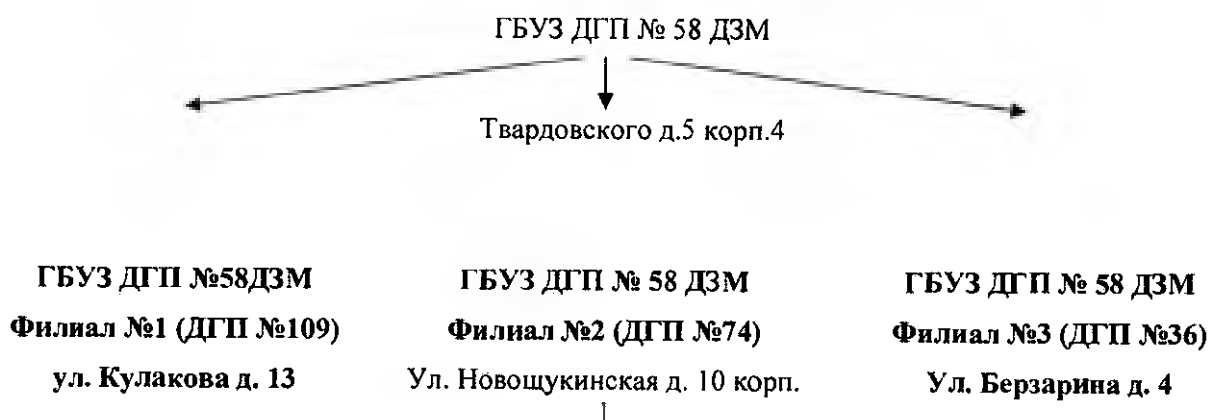 ГБУЗ ДГП № 58 ДЗМ
Твардовского д.5 корп.4
ГБУЗ ДГП №58ДЗМ
Филиал №1 (ДГП №109)
ул. Кулакова д. 13
ГБУЗ ДГП № 58 ДЗМ
Филиал №2 (ДГП №74)
Ул. Новощукинская д. 10 корп.
ГБУЗ ДГП № 58 ДЗМ
Филиал №3 (ДГП №36)
Ул. Берзарина д. 4